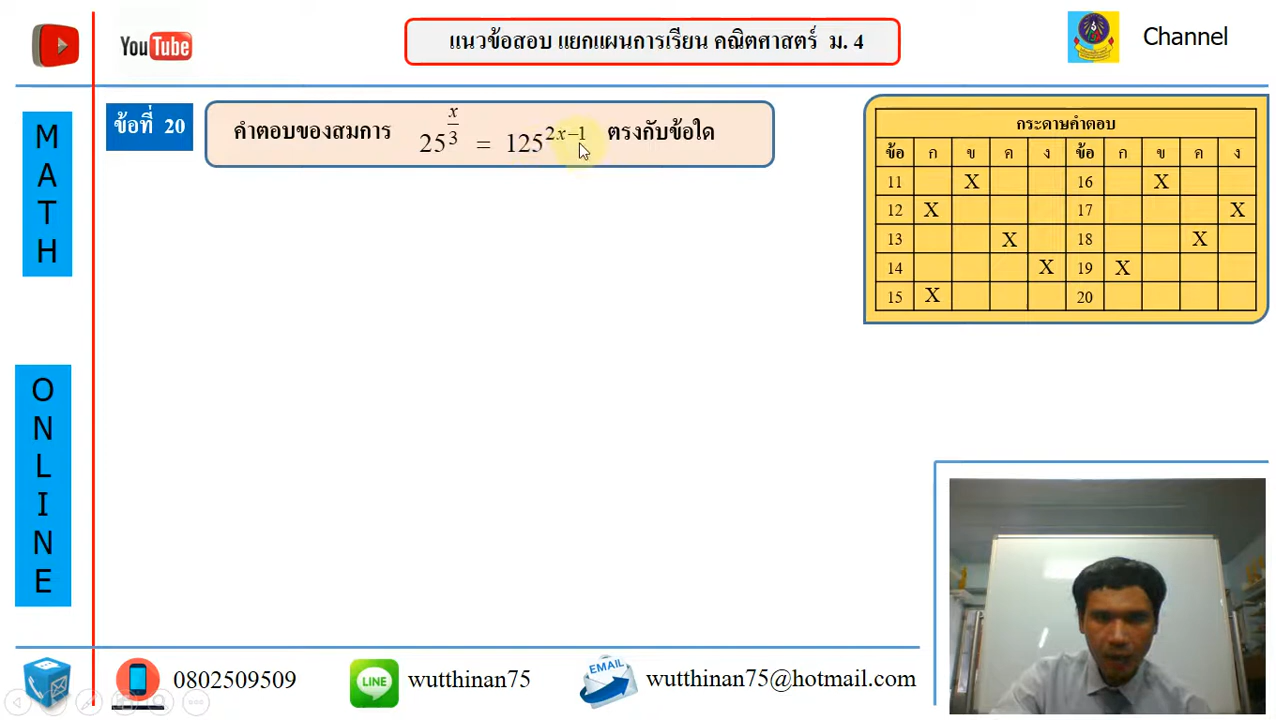 YouTube
แนวข้อสอบ แยกแผนการเรียน คณิตศาสตร์ ม. 4
Channel
MATH
ONLINE
ข้อที่ 20
คำตอบของสมการ 25^(x/3) = 125^(2x−1) ตรงกับข้อใด
กระดาษคำตอบ
ข้อ ก ข ค ง ข้อ ก ข ค ง
11 X 16 X
12 X 17 X
13 X 18 X
14 X 19 X
15 X 20
0802509509
LINE
wutthinan75
EMAIL
wutthinan75@hotmail.com